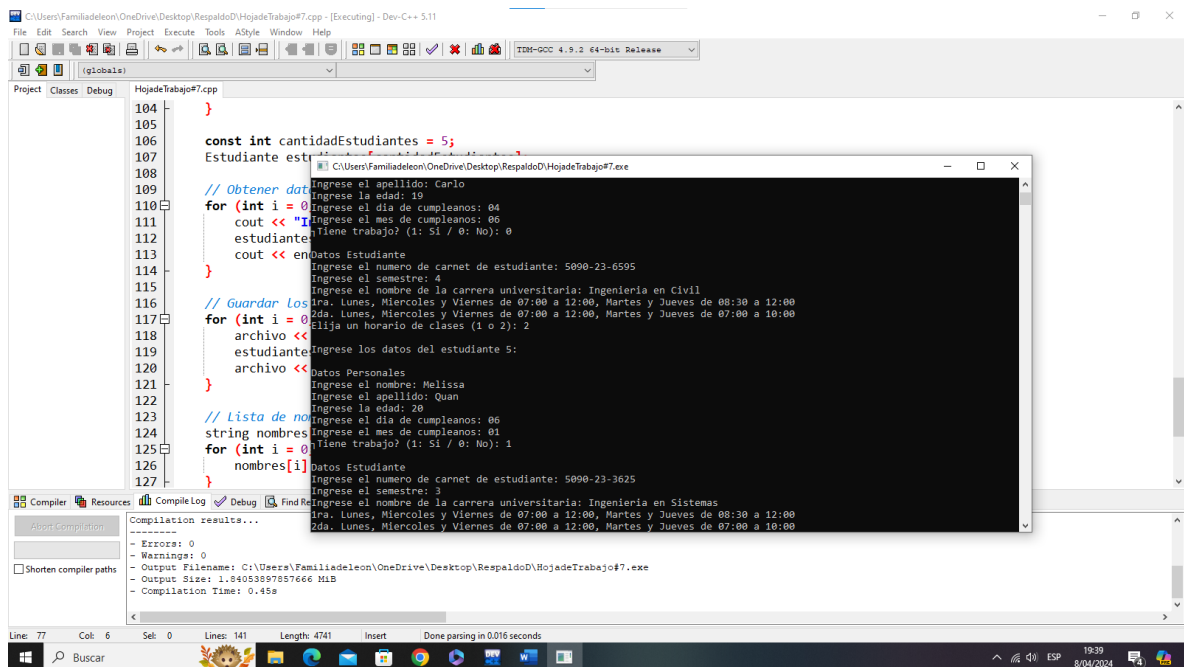 C:\Users\Familiadeleon\OneDrive\Desktop\RespaldoD\HojadeTrabajo#7.cpp - [Executing] - Dev-C++ 5.11
File Edit Search View Project Execute Tools AStyle Window Help
TDM-GCC 4.9.2 64-bit Release
(globals)
Project Classes Debug HojadeTrabajo#7.cpp
104 }
105
106 const int cantidadEstudiantes = 5;
107 Estudiante
108
109 // Obtener
110 for (int i = 0
111 cout <<
112 estudiantes
113 cout <<
114 }
115
116 // Guardar los
117 for (int i = 0
118 archivo <<
119
120 archivo <<
121 }
122
123 // Lista de
124 string nombres
125 for (int i = 0
126 nombres[i]
127 }
C:\Users\Familiadeleon\OneDrive\Desktop\RespaldoD\HojadeTrabajo#7.exe
Ingrese el apellido: Carlo
Ingrese la edad: 19
Ingrese el dia de cumpleanos: 04
Ingrese el mes de cumpleanos: 06
¿Tiene trabajo? (1: Si / 0: No): 0
Datos Estudiante
Ingrese el numero de carnet de estudiante: 5090-23-6595
Ingrese el semestre: 4
Ingrese el nombre de la carrera universitaria: Ingenieria en Civil
1ra. Lunes, Miercoles y Viernes de 07:00 a 12:00, Martes y Jueves de 08:30 a 12:00
2da. Lunes, Miercoles y Viernes de 07:00 a 12:00, Martes y Jueves de 07:00 a 10:00
Elija un horario de clases (1 o 2): 2
Ingrese los datos del estudiante 5:
Datos Personales
Ingrese el nombre: Melissa
Ingrese el apellido: Quan
Ingrese la edad: 20
Ingrese el dia de cumpleanos: 06
Ingrese el mes de cumpleanos: 01
¿Tiene trabajo? (1: Si / 0: No): 1
Datos Estudiante
Ingrese el numero de carnet de estudiante: 5090-23-3625
Ingrese el semestre: 3
Ingrese el nombre de la carrera universitaria: Ingenieria en Sistemas
1ra. Lunes, Miercoles y Viernes de 07:00 a 12:00, Martes y Jueves de 08:30 a 12:00
2da. Lunes, Miercoles y Viernes de 07:00 a 12:00, Martes y Jueves de 07:00 a 10:00
Compiler Resources Compile Log Debug Find
Abort Compilation
Shorten compiler paths
Compilation results...
--------
- Errors: 0
- Warnings: 0
- Output Filename: C:\Users\Familiadeleon\OneDrive\Desktop\RespaldoD\HojadeTrabajo#7.exe
- Output Size: 1.84053897857666 MiB
- Compilation Time: 0.45s
Line: 77 Col: 6 Sel: 0 Lines: 141 Length: 4741 Insert Done parsing in 0.016 seconds
Buscar
DEV
W
ESP
19:39
8/04/2024
4